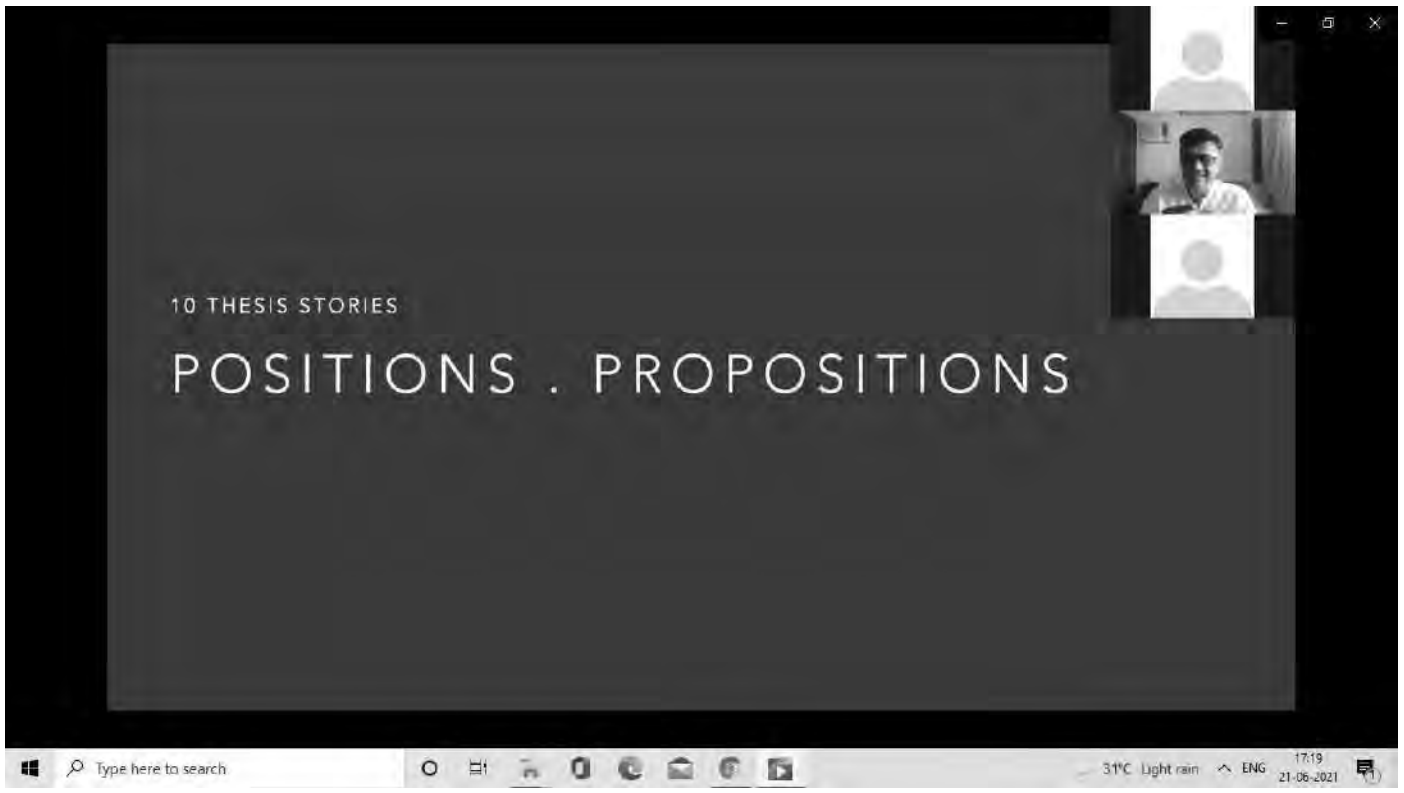 10 THESIS STORIES
POSITIONS . PROPOSITIONS
Type here to search
31°C Light rain
ENG
17:19
21-06-2021